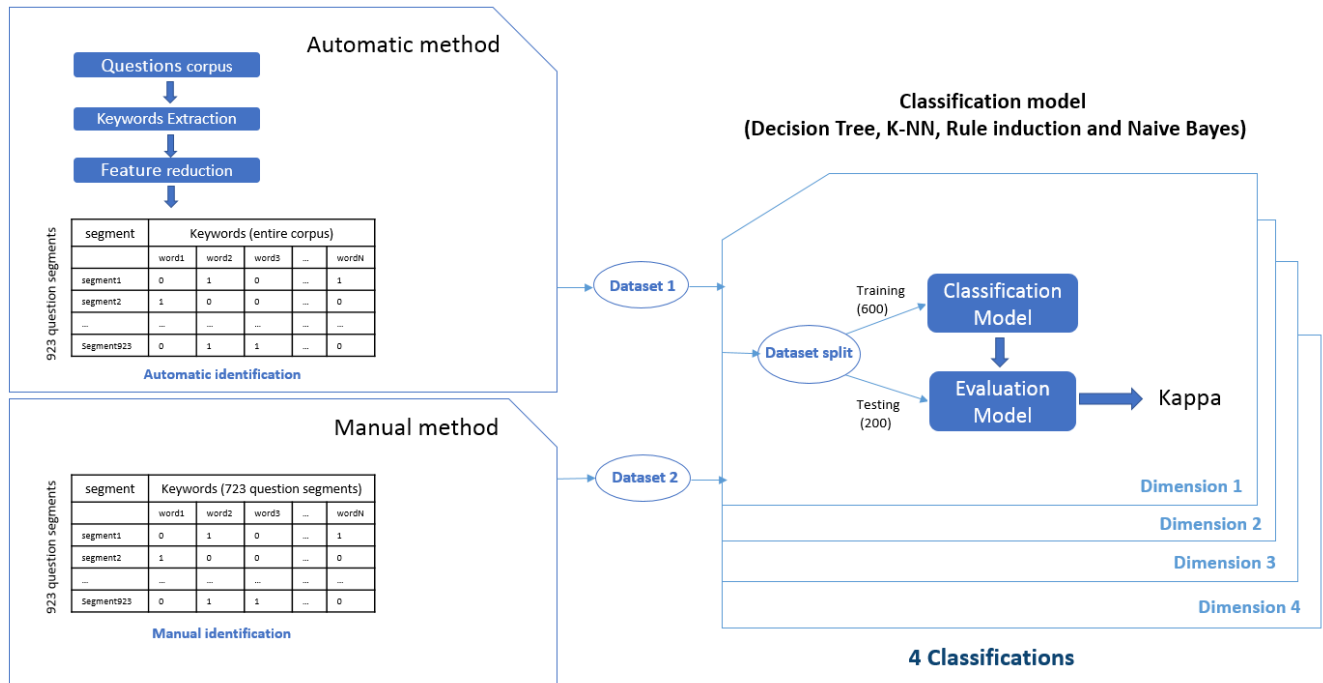 Automatic method
Questions corpus
Keywords Extraction
Feature reduction
923 question segments
segment Keywords (entire corpus)
word1 word2 word3 ... wordN
segment1 0 1 0 ... 1
segment2 1 0 0 ... 0
... ... ... ... ... ...
Segment923 0 1 1 ... 0
Automatic identification
Manual method
923 question segments
segment Keywords (723 question segments)
word1 word2 word3 ... wordN
segment1 0 1 0 ... 1
segment2 1 0 0 ... 0
... ... ... ... ... ...
Segment923 0 1 1 ... 0
Manual identification
Dataset 1
Dataset 2
Classification model
(Decision Tree, K-NN, Rule induction and Naive Bayes)
Dataset split
Training
(600)
Testing
(200)
Classification
Model
Evaluation
Model
Kappa
Dimension 1
Dimension 2
Dimension 3
Dimension 4
4 Classifications